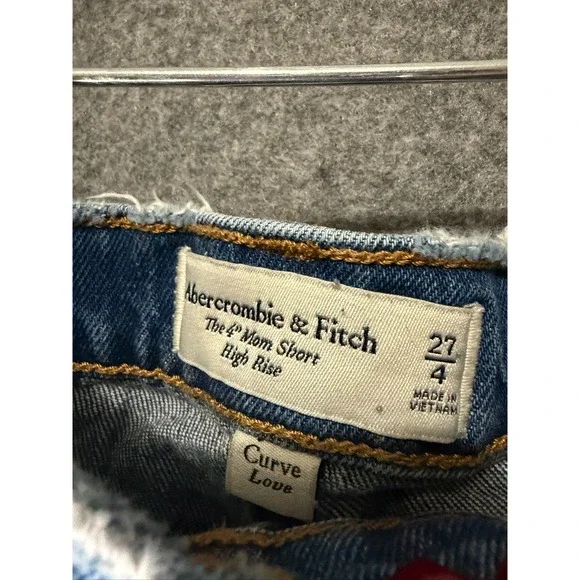 Abercrombie & Fitch
The 4" Mom Short
High Rise
27
4
MADE IN
VIETNAM
Curve
Love